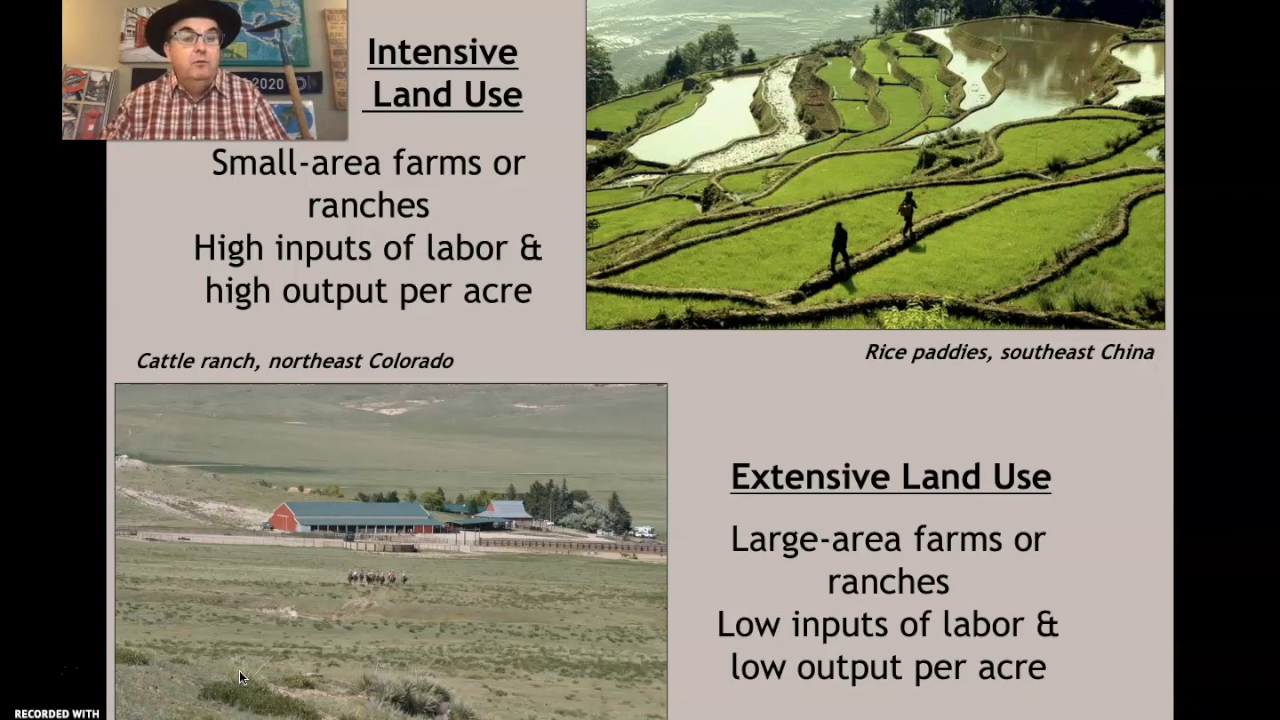 2020
Intensive
Land Use
Small-area farms or
ranches
High inputs of labor &
high output per acre
Rice paddies, southeast China
Cattle ranch, northeast Colorado
Extensive Land Use
Large-area farms or
ranches
Low inputs of labor &
low output per acre
RECORDED WITH